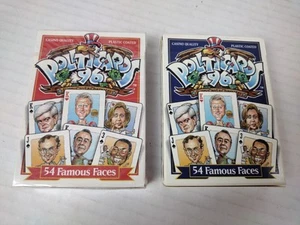 CASINO QUALITY PLASTIC COATED
POLITICARDS
96
54 Famous Faces
CASINO QUALITY PLASTIC COATED
POLITICARDS
96
54 Famous Faces